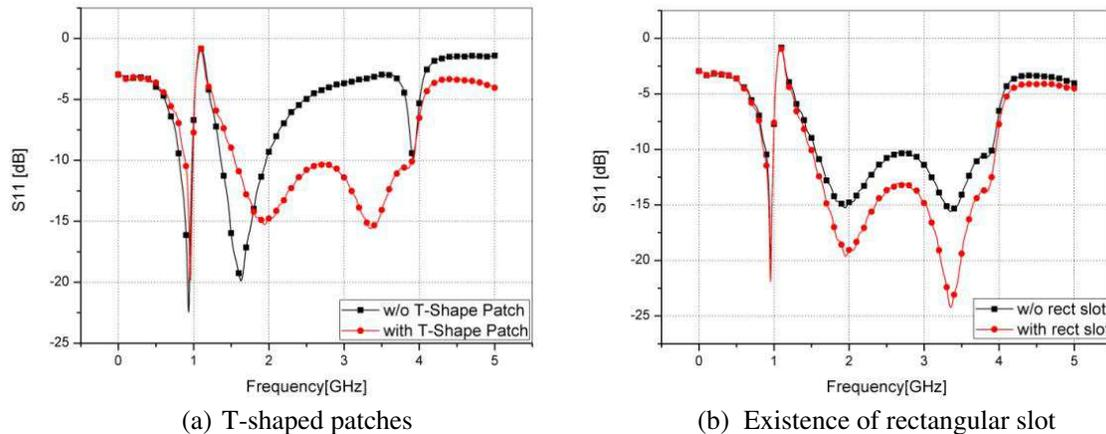 0
-5
-10
-15
-20
-25
S11 [dB]
w/o T-Shape Patch
with T-Shape Patch
0 1 2 3 4 5
Frequency[GHz]
(a) T-shaped patches
0
-5
-10
-15
-20
-25
S11 [dB]
w/o rect slot
with rect slot
0 1 2 3 4 5
Frequency[GHz]
(b) Existence of rectangular slot